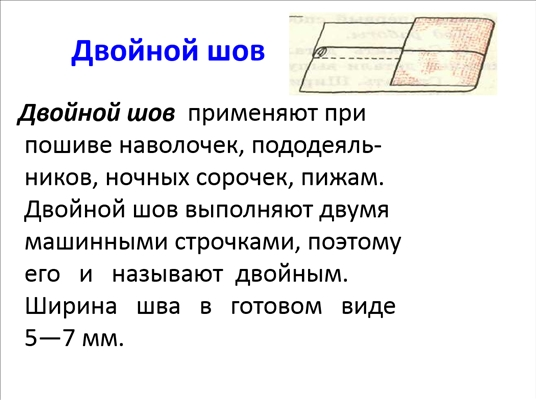 Двойной шов
Двойной шов применяют при
пошиве наволочек, пододеяль-
ников, ночных сорочек, пижам.
Двойной шов выполняют двумя
машинными строчками, поэтому
его и называют двойным.
Ширина шва в готовом виде
5—7 мм.